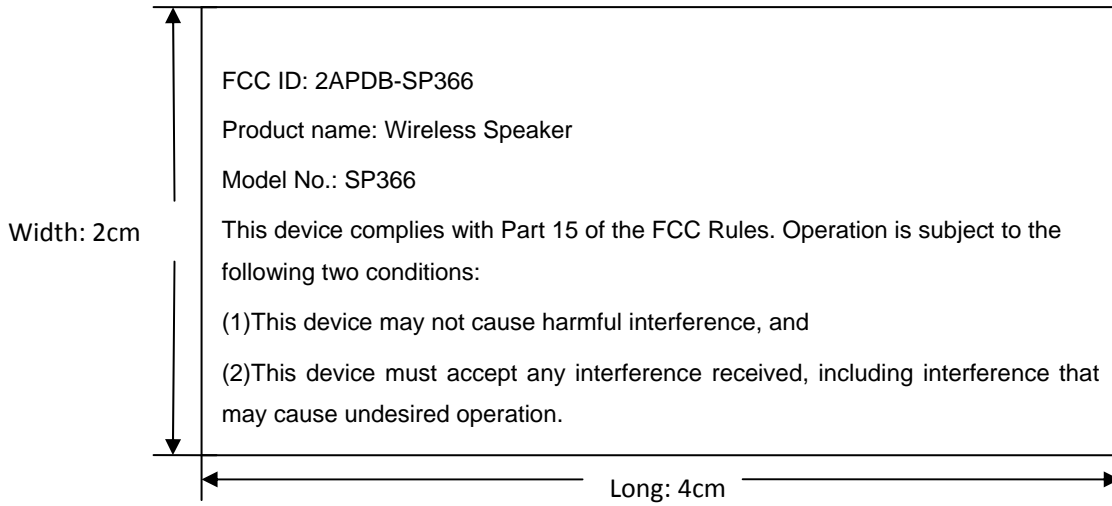 FCC ID: 2APDB-SP366
Product name: Wireless Speaker
Model No.: SP366
Width: 2cm
This device complies with Part 15 of the FCC Rules. Operation is subject to the
following two conditions:
(1)This device may not cause harmful interference, and
(2)This device must accept any interference received, including interference that
may cause undesired operation.
Long: 4cm